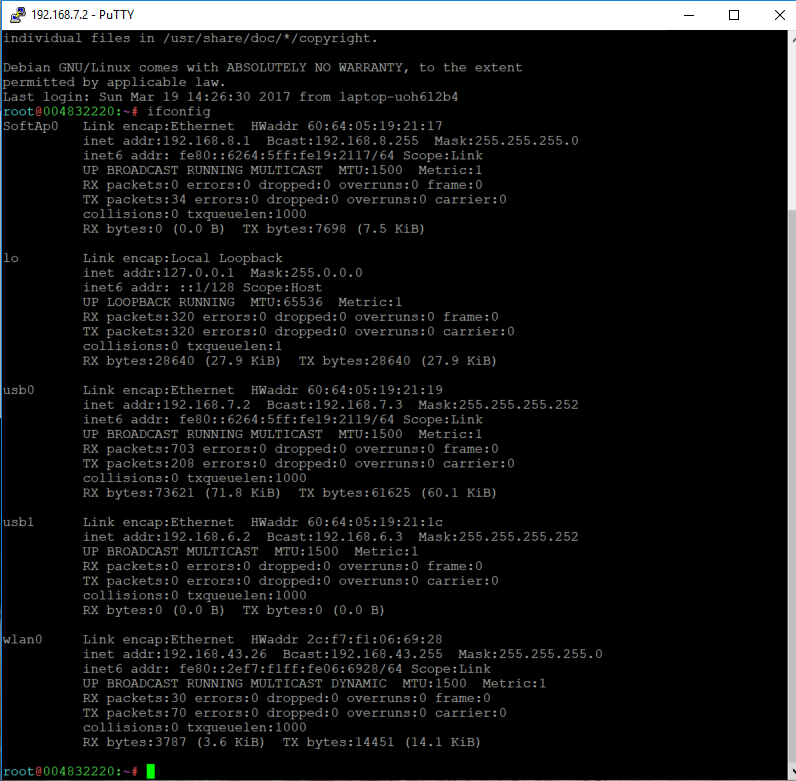 192.168.7.2 - PuTTY
individual files in /usr/share/doc/*/copyright.
Debian GNU/Linux comes with ABSOLUTELY NO WARRANTY, to the extent
permitted by applicable law.
Last login: Sun Mar 19 14:26:30 2017 from laptop-uoh6l2b4
root@004832220:~# ifconfig
SoftAp0   Link encap:Ethernet  HWaddr 60:64:05:19:21:17
          inet addr:192.168.8.1  Bcast:192.168.8.255  Mask:255.255.255.0
          inet6 addr: fe80::6264:5ff:fe19:2117/64 Scope:Link
          UP BROADCAST RUNNING MULTICAST  MTU:1500  Metric:1
          RX packets:0 errors:0 dropped:0 overruns:0 frame:0
          TX packets:34 errors:0 dropped:0 overruns:0 carrier:0
          collisions:0 txqueuelen:1000
          RX bytes:0 (0.0 B)  TX bytes:7698 (7.5 KiB)
lo        Link encap:Local Loopback
          inet addr:127.0.0.1  Mask:255.0.0.0
          inet6 addr: ::1/128 Scope:Host
          UP LOOPBACK RUNNING  MTU:65536  Metric:1
          RX packets:320 errors:0 dropped:0 overruns:0 frame:0
          TX packets:320 errors:0 dropped:0 overruns:0 carrier:0
          collisions:0 txqueuelen:1
          RX bytes:28640 (27.9 KiB)  TX bytes:28640 (27.9 KiB)
usb0      Link encap:Ethernet  HWaddr 60:64:05:19:21:19
          inet addr:192.168.7.2  Bcast:192.168.7.3  Mask:255.255.255.252
          inet6 addr: fe80::6264:5ff:fe19:2119/64 Scope:Link
          UP BROADCAST RUNNING MULTICAST  MTU:1500  Metric:1
          RX packets:703 errors:0 dropped:0 overruns:0 frame:0
          TX packets:208 errors:0 dropped:0 overruns:0 carrier:0
          collisions:0 txqueuelen:1000
          RX bytes:73621 (71.8 KiB)  TX bytes:61625 (60.1 KiB)
usb1      Link encap:Ethernet  HWaddr 60:64:05:19:21:1c
          inet addr:192.168.6.2  Bcast:192.168.6.3  Mask:255.255.255.252
          UP BROADCAST MULTICAST  MTU:1500  Metric:1
          RX packets:0 errors:0 dropped:0 overruns:0 frame:0
          TX packets:0 errors:0 dropped:0 overruns:0 carrier:0
          collisions:0 txqueuelen:1000
          RX bytes:0 (0.0 B)  TX bytes:0 (0.0 B)
wlan0     Link encap:Ethernet  HWaddr 2c:f7:f1:06:69:28
          inet addr:192.168.43.26  Bcast:192.168.43.255  Mask:255.255.255.0
          inet6 addr: fe80::2ef7:f1ff:fe06:6928/64 Scope:Link
          UP BROADCAST RUNNING MULTICAST DYNAMIC  MTU:1500  Metric:1
          RX packets:30 errors:0 dropped:0 overruns:0 frame:0
          TX packets:70 errors:0 dropped:0 overruns:0 carrier:0
          collisions:0 txqueuelen:1000
          RX bytes:3787 (3.6 KiB)  TX bytes:14451 (14.1 KiB)
root@004832220:~#